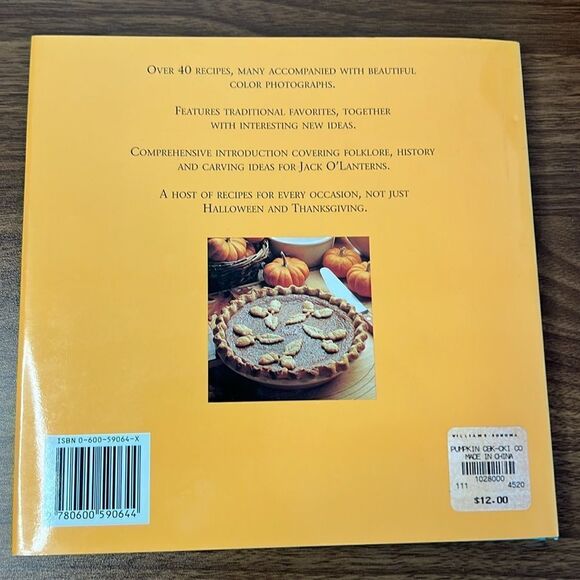 Over 40 recipes, many accompanied with beautiful
color photographs.
Features traditional favorites, together
with interesting new ideas.
Comprehensive introduction covering folklore, history
and carving ideas for Jack O'Lanterns.
A host of recipes for every occasion, not just
Halloween and Thanksgiving.
ISBN 0-600-59064-X
9 780600 590644
WILLIAMS-SONOMA
PUMPKIN CBK-OKI CO
MADE IN CHINA
1028000
111 4520
$12.00